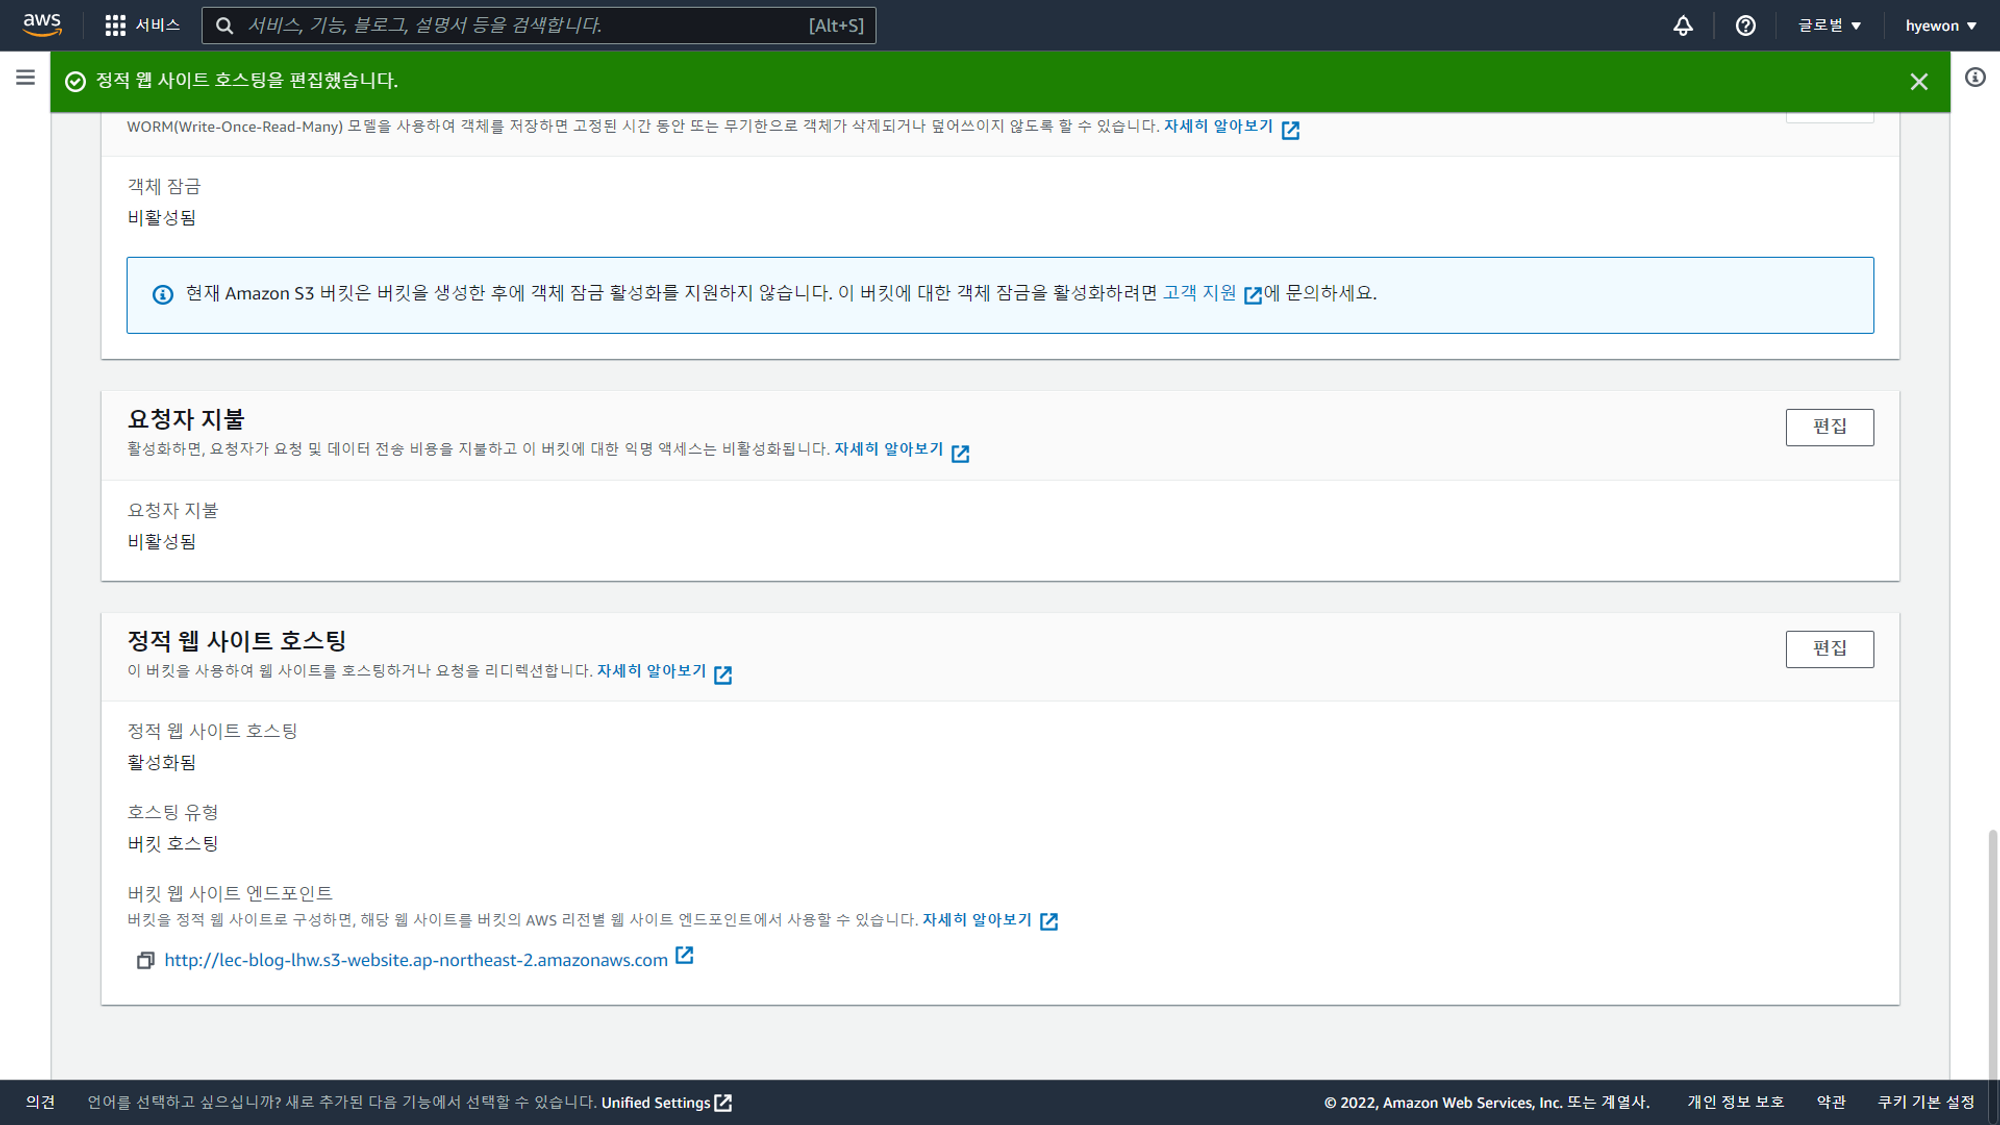 aws
서비스
서비스, 기능, 블로그, 설명서 등을 검색합니다.
[Alt+S]
글로벌 ▼
hyewon ▼
정적 웹 사이트 호스팅을 편집했습니다.
WORM(Write-Once-Read-Many) 모델을 사용하여 객체를 저장하면 고정된 시간 동안 또는 무기한으로 객체가 삭제되거나 덮어쓰이지 않도록 할 수 있습니다. 자세히 알아보기
객체 잠금
비활성됨
현재 Amazon S3 버킷은 버킷을 생성한 후에 객체 잠금 활성화를 지원하지 않습니다. 이 버킷에 대한 객체 잠금을 활성화하려면 고객 지원에 문의하세요.
요청자 지불
편집
활성화하면, 요청자가 요청 및 데이터 전송 비용을 지불하고 이 버킷에 대한 익명 액세스는 비활성화됩니다. 자세히 알아보기
요청자 지불
비활성됨
정적 웹 사이트 호스팅
편집
이 버킷을 사용하여 웹 사이트를 호스팅하거나 요청을 리디렉션합니다. 자세히 알아보기
정적 웹 사이트 호스팅
활성화됨
호스팅 유형
버킷 호스팅
버킷 웹 사이트 엔드포인트
버킷을 정적 웹 사이트로 구성하면, 해당 웹 사이트를 버킷의 AWS 리전별 웹 사이트 엔드포인트에서 사용할 수 있습니다. 자세히 알아보기
http://lec-blog-lhw.s3-website.ap-northeast-2.amazonaws.com
의견
언어를 선택하고 싶으십니까? 새로 추가된 다음 기능에서 선택할 수 있습니다. Unified Settings
© 2022, Amazon Web Services, Inc. 또는 계열사.
개인 정보 보호
약관
쿠키 기본 설정